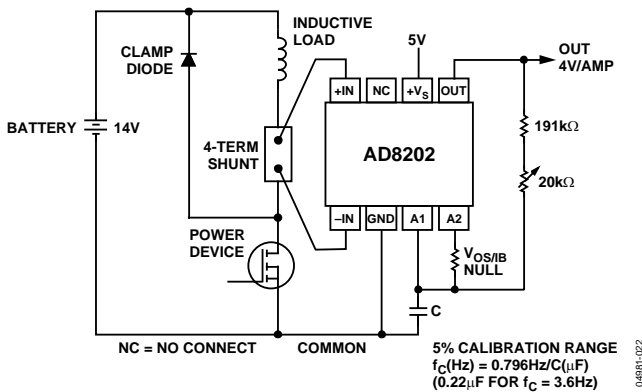 INDUCTIVE
LOAD
CLAMP
DIODE
5V
OUT
4V/AMP
+IN
NC
+VS
OUT
BATTERY
14V
4-TERM
SHUNT
AD8202
191kΩ
20kΩ
–IN
GND
A1
A2
POWER
DEVICE
VOS/IB
NULL
C
NC = NO CONNECT
COMMON
5% CALIBRATION RANGE
fC(Hz) = 0.796Hz/C(µF)
(0.22µF FOR fC = 3.6Hz)
04981-022